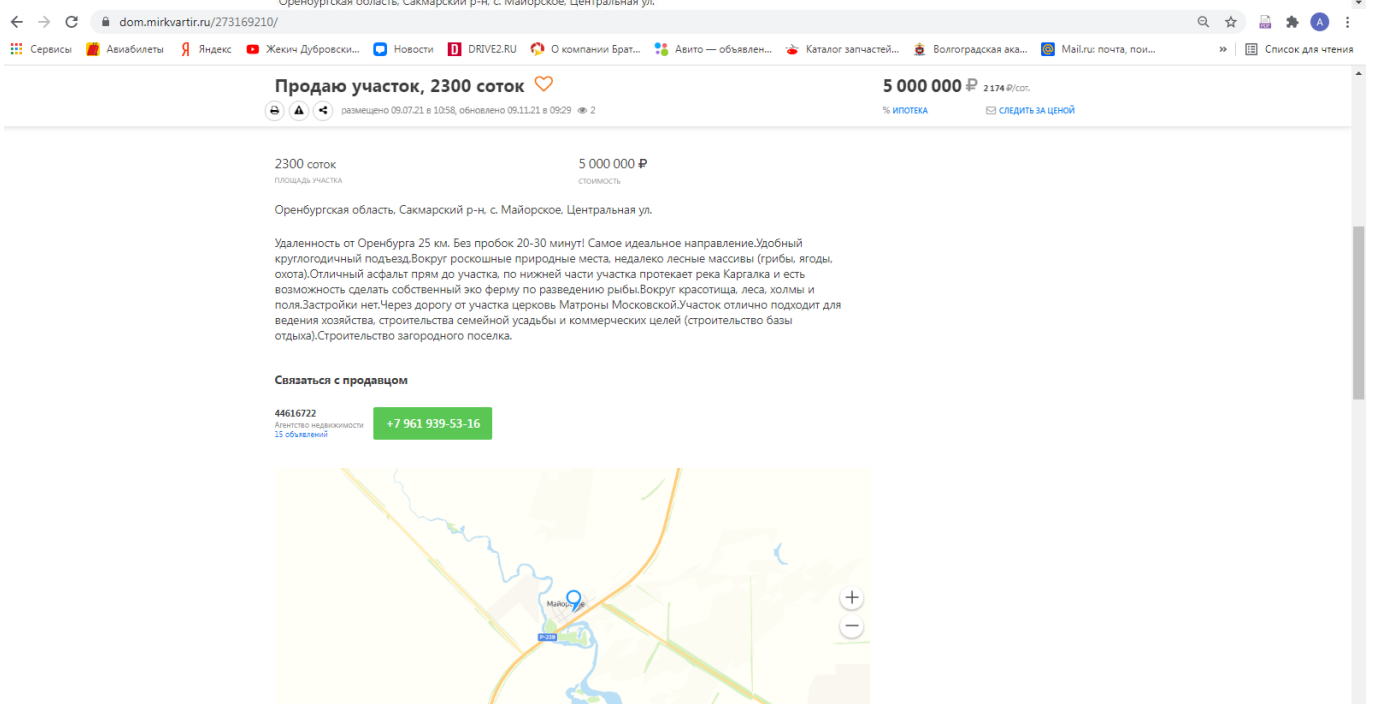 Оренбургская область, Сакмарский р-н, с. Майорское, Центральная ул.
dom.mirkvartir.ru/273169210/
A
Сервисы Авиабилеты Яндекс Жекич Дубровски... Новости DRIVE2.RU О компании Брат... Авито — объявлен... Каталог запчастей... Волгоградская ака... Mail.ru: почта, пои... » Список для чтения
Продаю участок, 2300 соток
5 000 000 ₽ 2 174 ₽/сот.
размещено 09.07.21 в 10:58, обновлено 09.11.21 в 09:29 2
% ИПОТЕКА СЛЕДИТЬ ЗА ЦЕНОЙ
2300 соток 5 000 000 ₽
ПЛОЩАДЬ УЧАСТКА СТОИМОСТЬ
Оренбургская область, Сакмарский р-н, с. Майорское, Центральная ул.
Удаленность от Оренбурга 25 км. Без пробок 20-30 минут! Самое идеальное направление.Удобный
круглогодичный подъезд.Вокруг роскошные природные места, недалеко лесные массивы (грибы, ягоды,
охота).Отличный асфальт прям до участка, по нижней части участка протекает река Каргалка и есть
возможность сделать собственный эко ферму по разведению рыбы.Вокруг красотища, леса, холмы и
поля.Застройки нет.Через дорогу от участка церковь Матроны Московской.Участок отлично подходит для
ведения хозяйства, строительства семейной усадьбы и коммерческих целей (строительство базы
отдыха).Строительство загородного поселка.
Связаться с продавцом
44616722
Агентство недвижимости
15 объявлений
+7 961 939-53-16
Майорское
Р-239